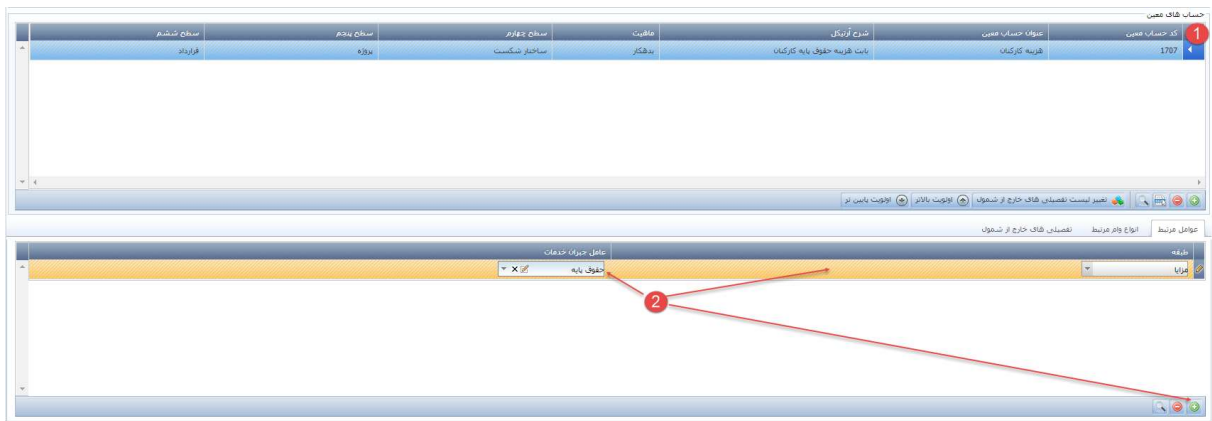 حساب های معین
کد حساب معین عنوان حساب معین شرح آرتیکل ماهیت سطح چهارم سطح پنجم سطح ششم
1
1707 هزینه کارکنان بابت هزینه حقوق پایه کارکنان بدهکار ساختار شکست پروژه قرارداد
تغییر لیست تفصیلی های خارج از شمول اولویت بالاتر اولویت پایین تر
عوامل مرتبط انواع وام مرتبط تفصیلی های خارج از شمول
طبقه عامل جبران خدمات
مزایا حقوق پایه
2